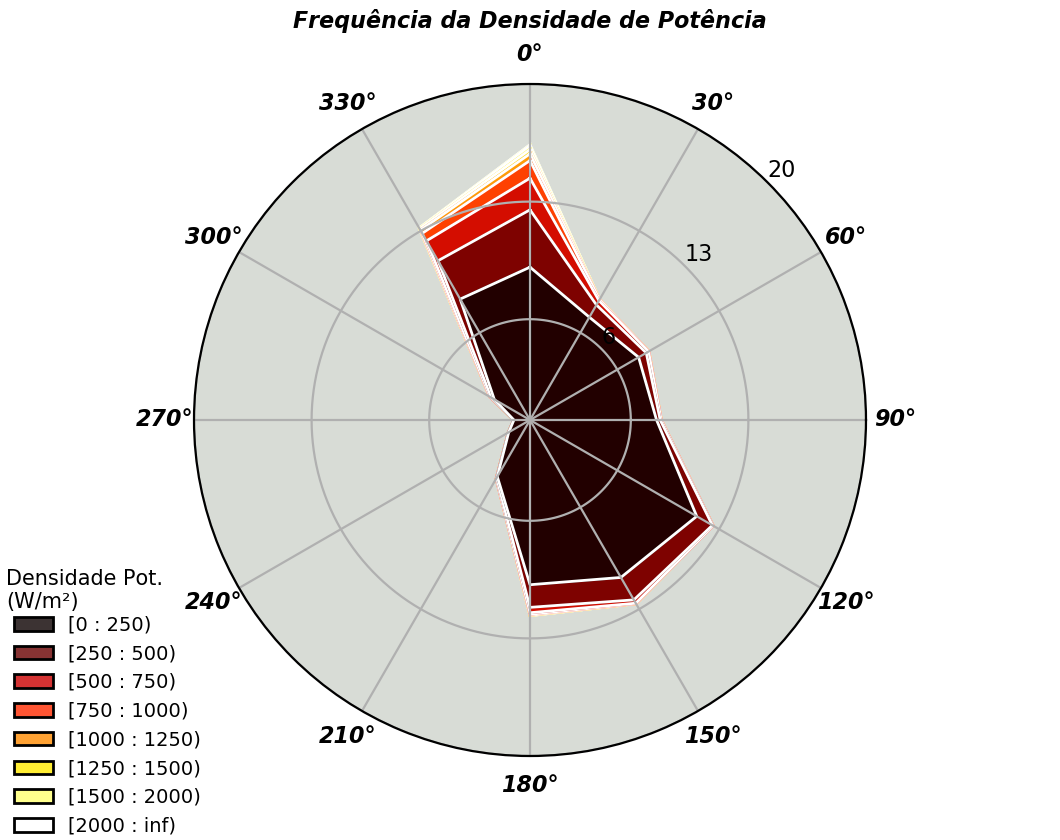 Frequência da Densidade de Potência
0°
330°
30°
20
300°
60°
13
6
270°
90°
240°
120°
210°
150°
180°
Densidade Pot.
(W/m²)
[0 : 250)
[250 : 500)
[500 : 750)
[750 : 1000)
[1000 : 1250)
[1250 : 1500)
[1500 : 2000)
[2000 : inf)